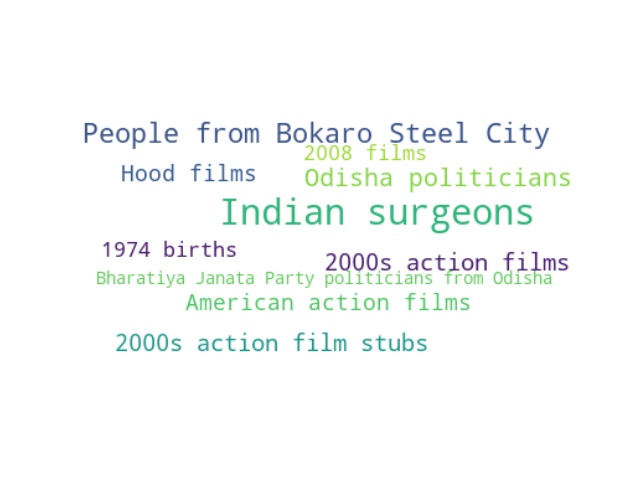 People from Bokaro Steel City
2008 films
Hood films
Odisha politicians
Indian surgeons
1974 births
2000s action films
Bharatiya Janata Party politicians from Odisha
American action films
2000s action film stubs